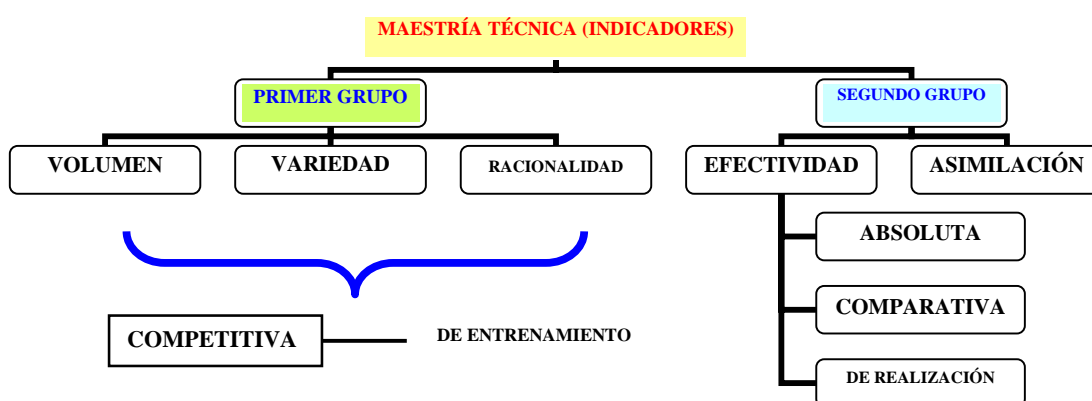 MAESTRÍA TÉCNICA (INDICADORES)
PRIMER GRUPO
SEGUNDO GRUPO
VOLUMEN
VARIEDAD
RACIONALIDAD
EFECTIVIDAD
ASIMILACIÓN
ABSOLUTA
COMPARATIVA
COMPETITIVA
DE ENTRENAMIENTO
DE REALIZACIÓN